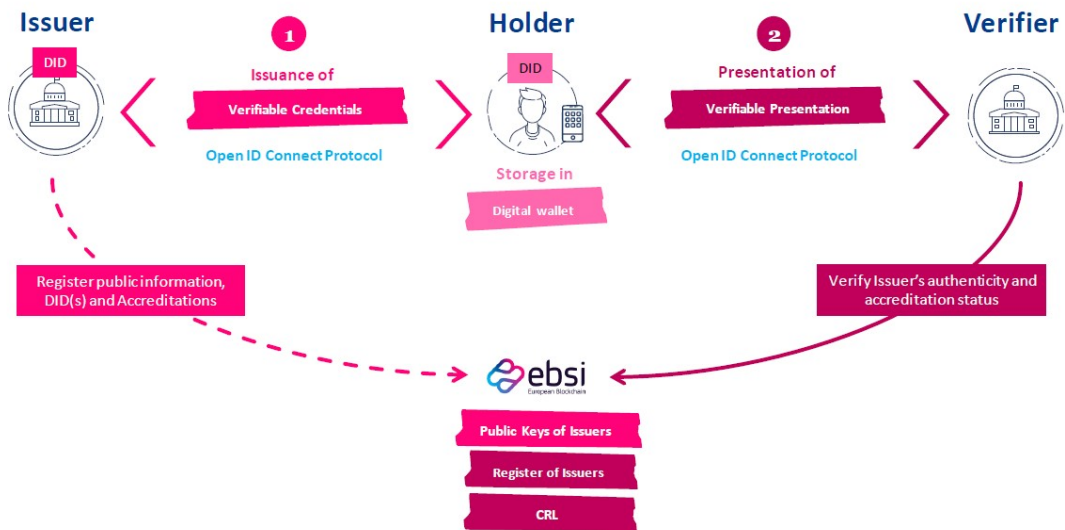 Issuer
Holder
Verifier
1
2
DID
DID
Issuance of
Verifiable Credentials
Open ID Connect Protocol
Presentation of
Verifiable Presentation
Open ID Connect Protocol
Storage in
Digital wallet
Register public information,
DID(s) and Accreditations
Verify Issuer's authenticity and
accreditation status
ebsi
European Blockchain
Public Keys of Issuers
Register of Issuers
CRL